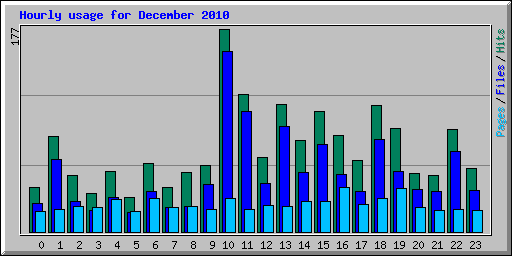 Hourly usage for December 2010
177
Pages/Files/Hits
0 1 2 3 4 5 6 7 8 9 10 11 12 13 14 15 16 17 18 19 20 21 22 23